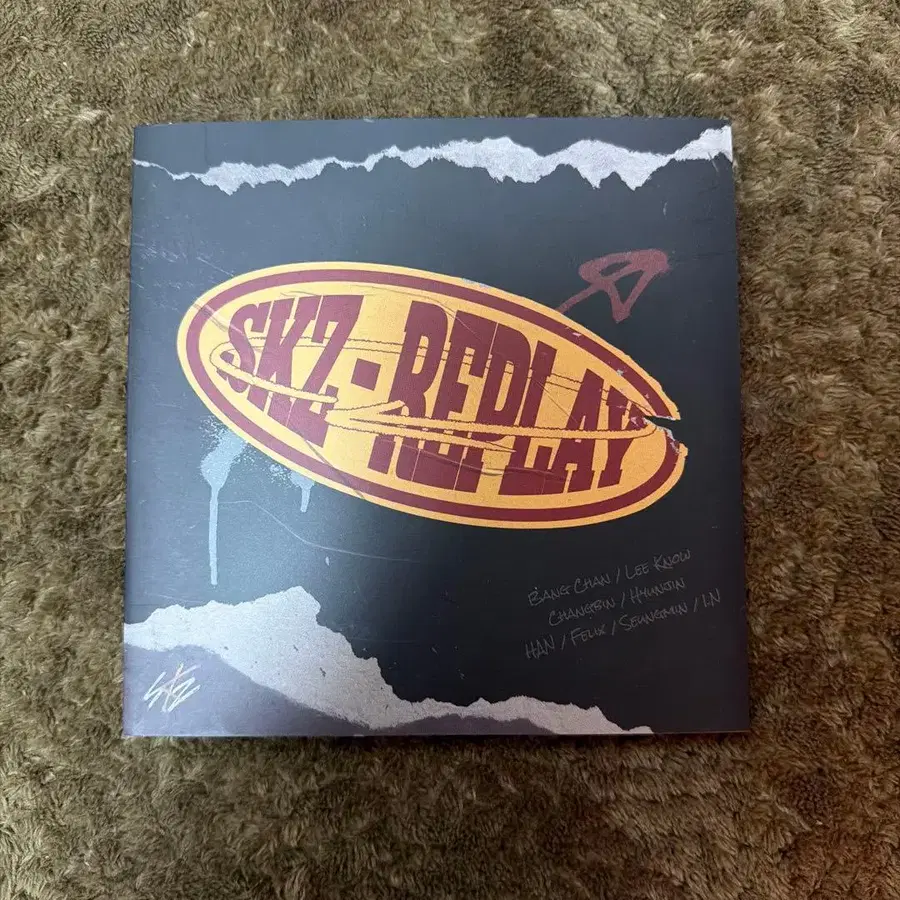 SKZ-REPLAY
BANG CHAN / LEE KNOW
CHANGBIN / HYUNJIN
HAN / FELIX / SEUNGMIN / I.N
SKZ